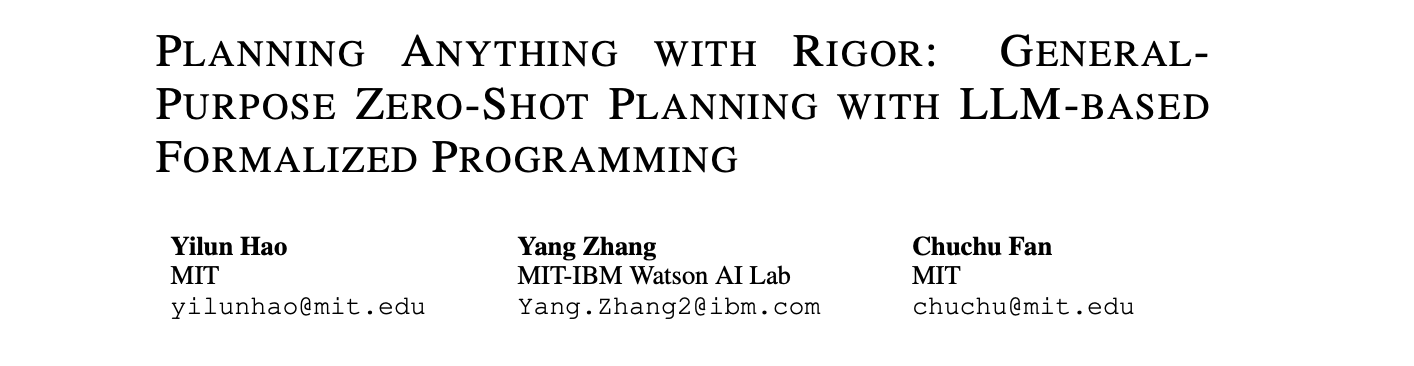 PLANNING ANYTHING WITH RIGOR: GENERAL-
PURPOSE ZERO-SHOT PLANNING WITH LLM-BASED
FORMALIZED PROGRAMMING
Yilun Hao Yang Zhang Chuchu Fan
MIT MIT-IBM Watson AI Lab MIT
yilunhao@mit.edu Yang.Zhang2@ibm.com chuchu@mit.edu